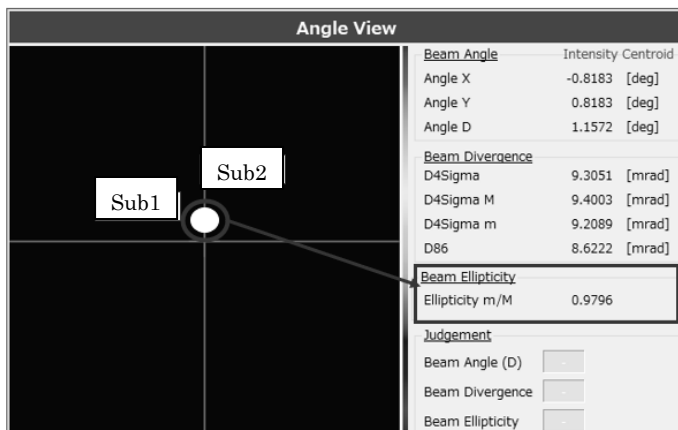 Angle View
Sub1
Sub2
Beam Angle Intensity Centroid
Angle X -0.8183 [deg]
Angle Y 0.8183 [deg]
Angle D 1.1572 [deg]
Beam Divergence
D4Sigma 9.3051 [mrad]
D4Sigma M 9.4003 [mrad]
D4Sigma m 9.2089 [mrad]
D86 8.6222 [mrad]
Beam Ellipticity
Ellipticity m/M 0.9796
Judgement
Beam Angle (D) -
Beam Divergence -
Beam Ellipticity -